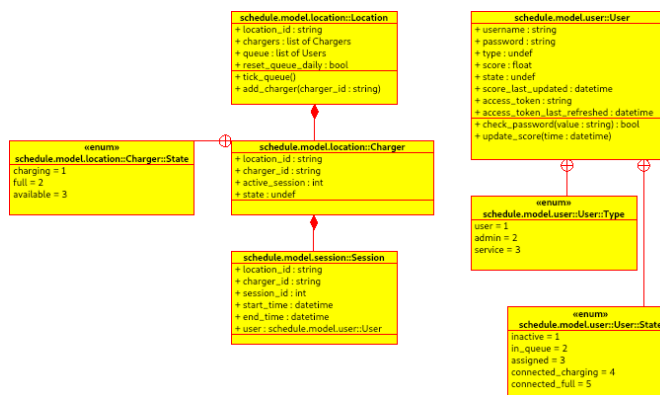 schedule.model.location::Location
+ location_id : string
+ chargers : list of Chargers
+ queue : list of Users
+ reset_queue_daily : bool
+ tick_queue()
+ add_charger(charger_id : string)
schedule.model.user::User
+ username : string
+ password : string
+ type : undef
+ score : float
+ state : undef
+ score_last_updated : datetime
+ access_token : string
+ access_token_last_refreshed : datetime
+ check_password(value : string) : bool
+ update_score(time : datetime)
«enum»
schedule.model.location::Charger::State
charging = 1
full = 2
available = 3
schedule.model.location::Charger
+ location_id : string
+ charger_id : string
+ active_session : int
+ state : undef
«enum»
schedule.model.user::User::Type
user = 1
admin = 2
service = 3
schedule.model.session::Session
+ location_id : string
+ charger_id : string
+ session_id : int
+ start_time : datetime
+ end_time : datetime
+ user : schedule.model.user::User
«enum»
schedule.model.user::User::State
inactive = 1
in_queue = 2
assigned = 3
connected_charging = 4
connected_full = 5